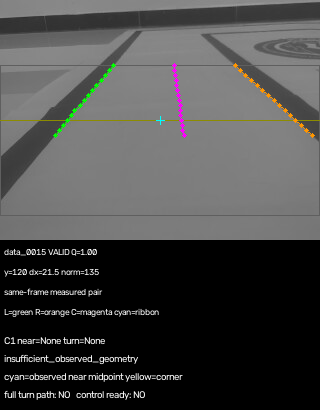 data_0015 VALID Q=1.00
y=120 dx=21.5 norm=135
same-frame measured pair
L=green R=orange C=magenta cyan=ribbon
C1 near=None turn=None
insufficient_observed_geometry
cyan=observed near midpoint yellow=corner
full turn path: NO control ready: NO